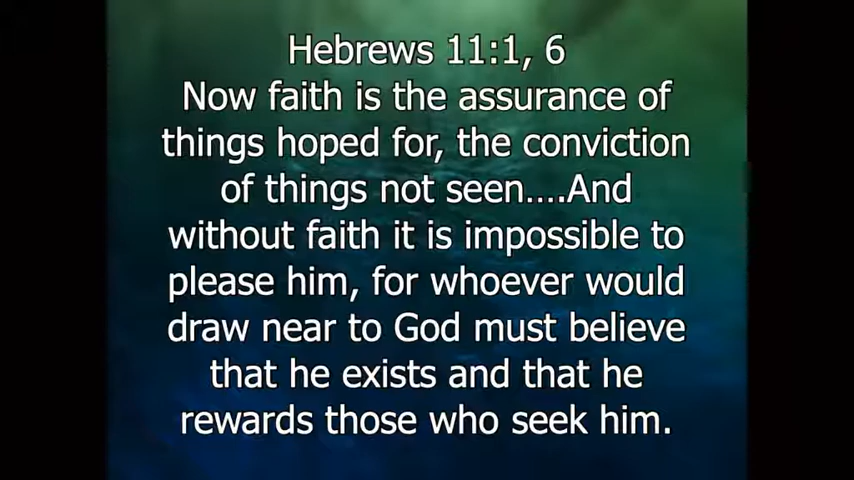 Hebrews 11:1, 6
Now faith is the assurance of
things hoped for, the conviction
of things not seen....And
without faith it is impossible to
please him, for whoever would
draw near to God must believe
that he exists and that he
rewards those who seek him.